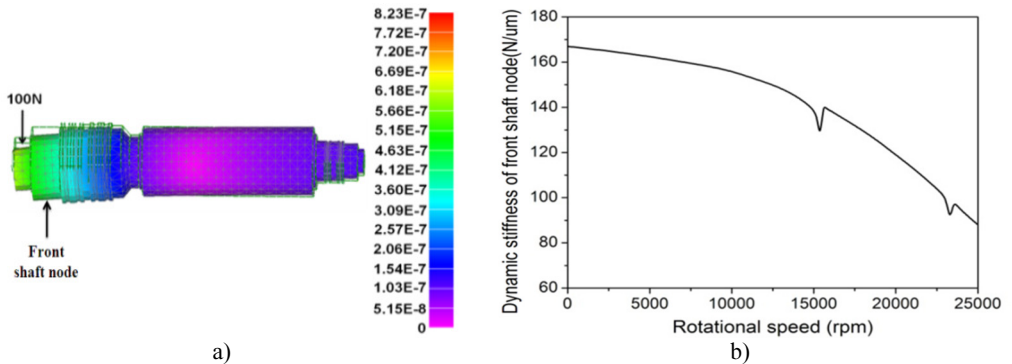 100N
Front
shaft node
8.23E-7
7.72E-7
7.20E-7
6.69E-7
6.18E-7
5.66E-7
5.15E-7
4.63E-7
4.12E-7
3.60E-7
3.09E-7
2.57E-7
2.06E-7
1.54E-7
1.03E-7
5.15E-8
0
a)
Dynamic stiffness of front shaft node(N/um)
180
160
140
120
100
80
60
0
5000
10000
15000
20000
25000
Rotational speed (rpm)
b)